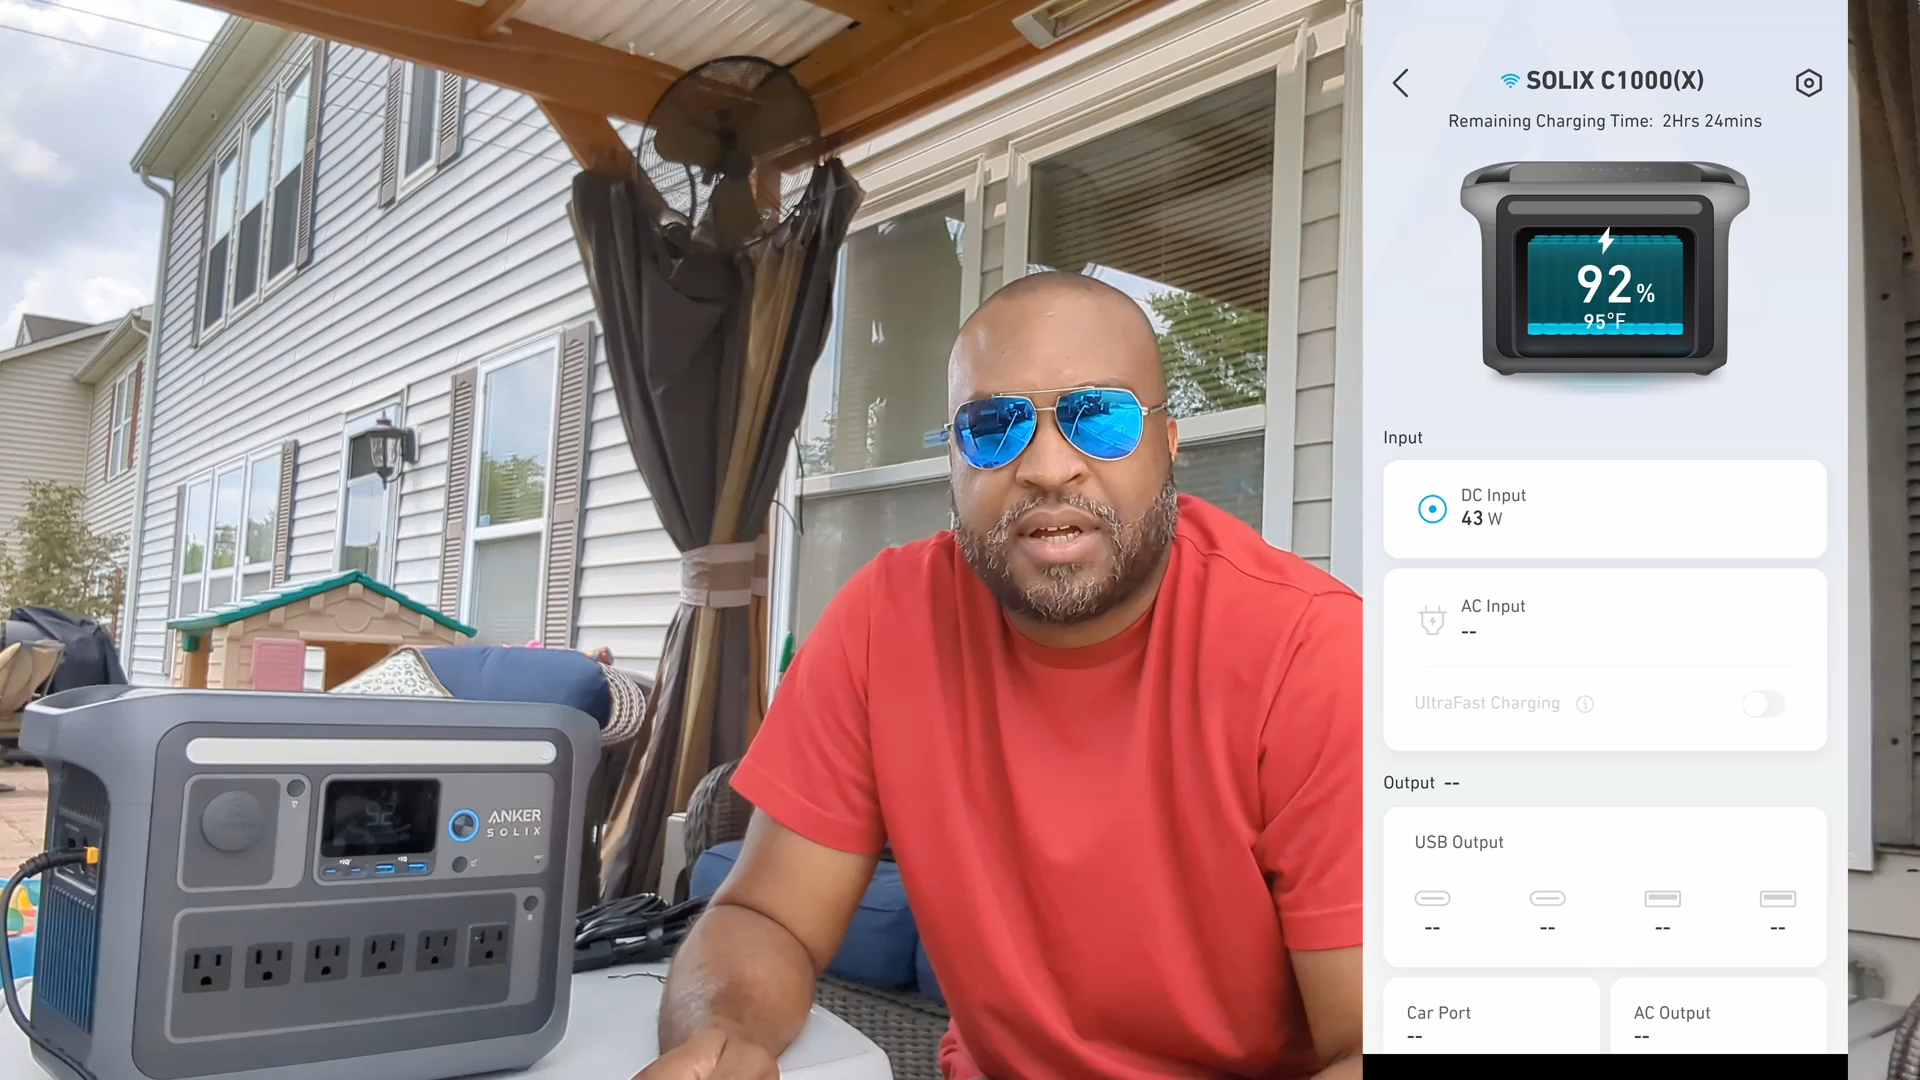 SOLIX C1000(X)
Remaining Charging Time: 2Hrs 24mins
92%
95°F
Input
DC Input
43 W
AC Input
--
UltraFast Charging
Output --
USB Output
-- -- -- --
Car Port
--
AC Output
--
92
ANKER
SOLIX